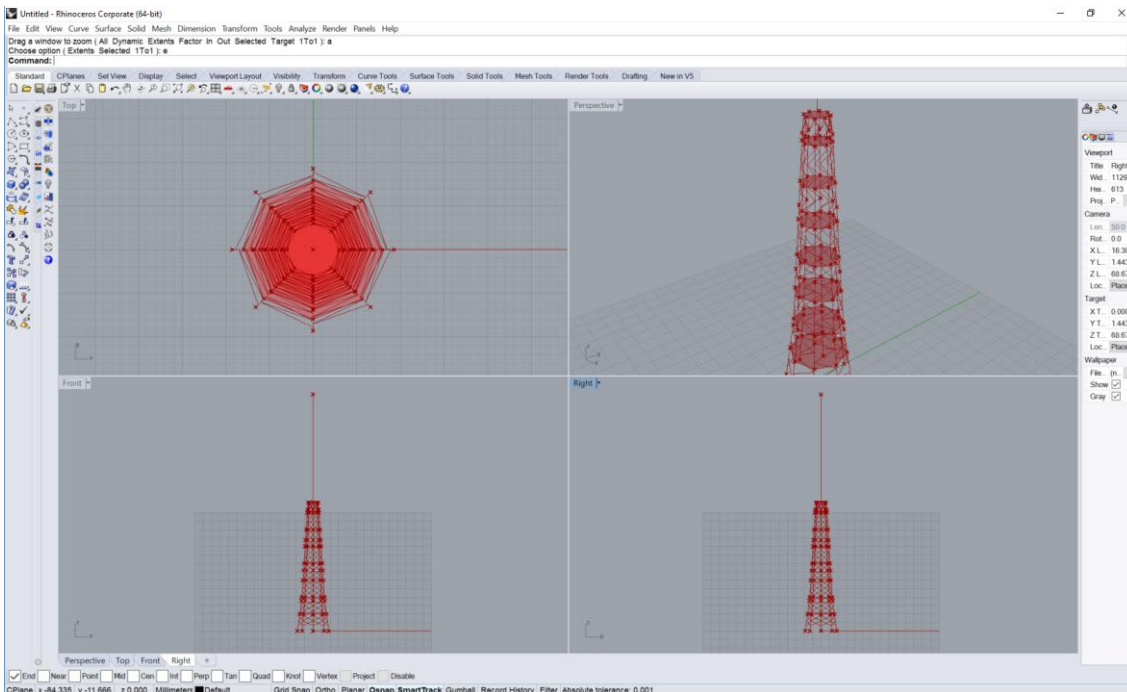 Untitled - Rhinoceros Corporate (64-bit)
File Edit View Curve Surface Solid Mesh Dimension Transform Tools Analyze Render Panels Help
Drag a window to zoom ( All Dynamic Extents Factor In Out Selected Target 1To1 ): a
Choose option ( Extents Selected 1To1 ): e
Command:
Standard CPlanes Set View Display Select Viewport Layout Visibility Transform Curve Tools Surface Tools Solid Tools Mesh Tools Render Tools Drafting New in V5
Top
Perspective
Viewport
Title Right
Wid... 1129
Hei... 613
Proj... P...
Camera
Len... 50.0
Rot... 0.0
X L...
Y L... 1.443
Z L... 68.67
Loc... Place
Target
X T... 0.000
Y T... 1.443
Z T... 68.67
Loc... Place
Wallpaper
File... (n...
Show
Gray
Front
Right
y
x
z
x
z
y
Perspective Top Front Right
End Near Point Mid Cen Int Perp Tan Quad Knot Vertex Project Disable
CPlane x -84.335 y -11.666 z 0.000 Millimeters Default Grid Snap Ortho Planar Osnap SmartTrack Gumball Record History Filter Absolute tolerance: 0.001